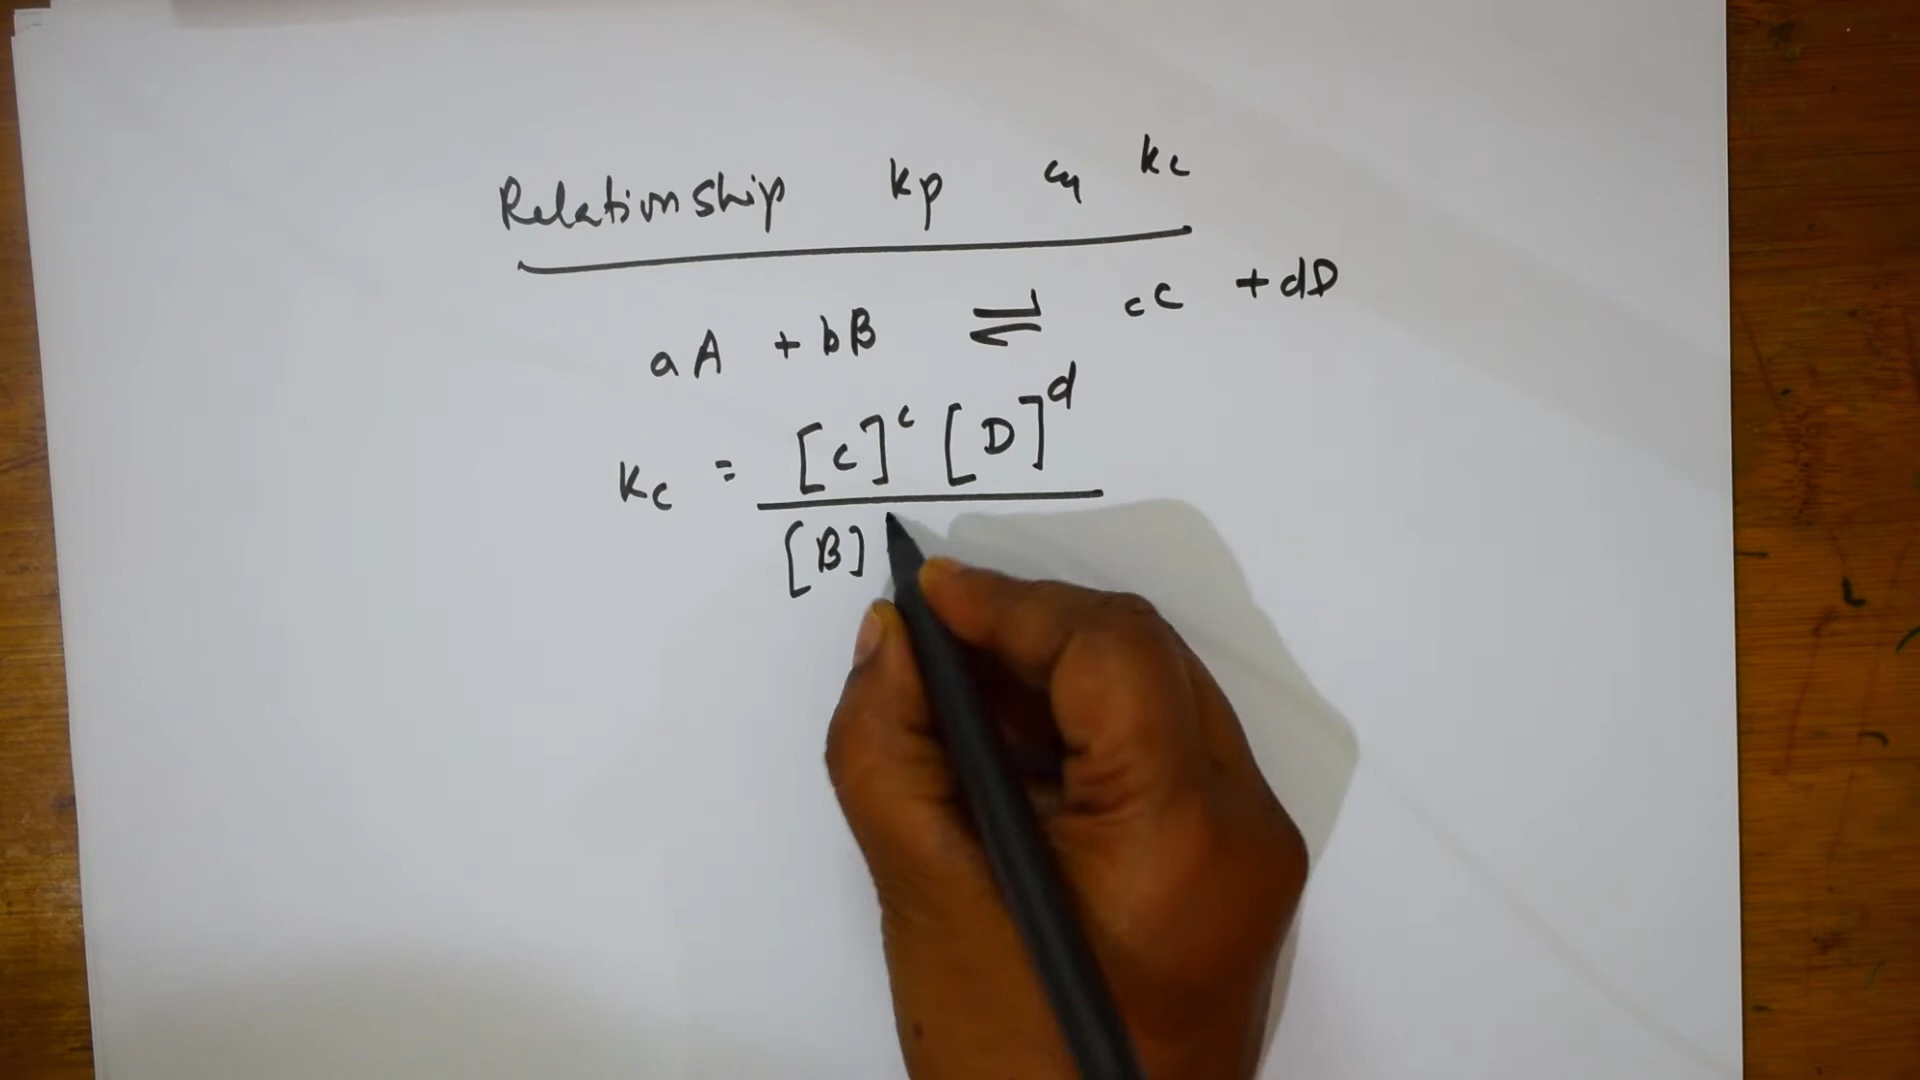 Relationship kp & kc
aA + bB ⇌ cC + dD
kc = [C]^c [D]^d
[B]